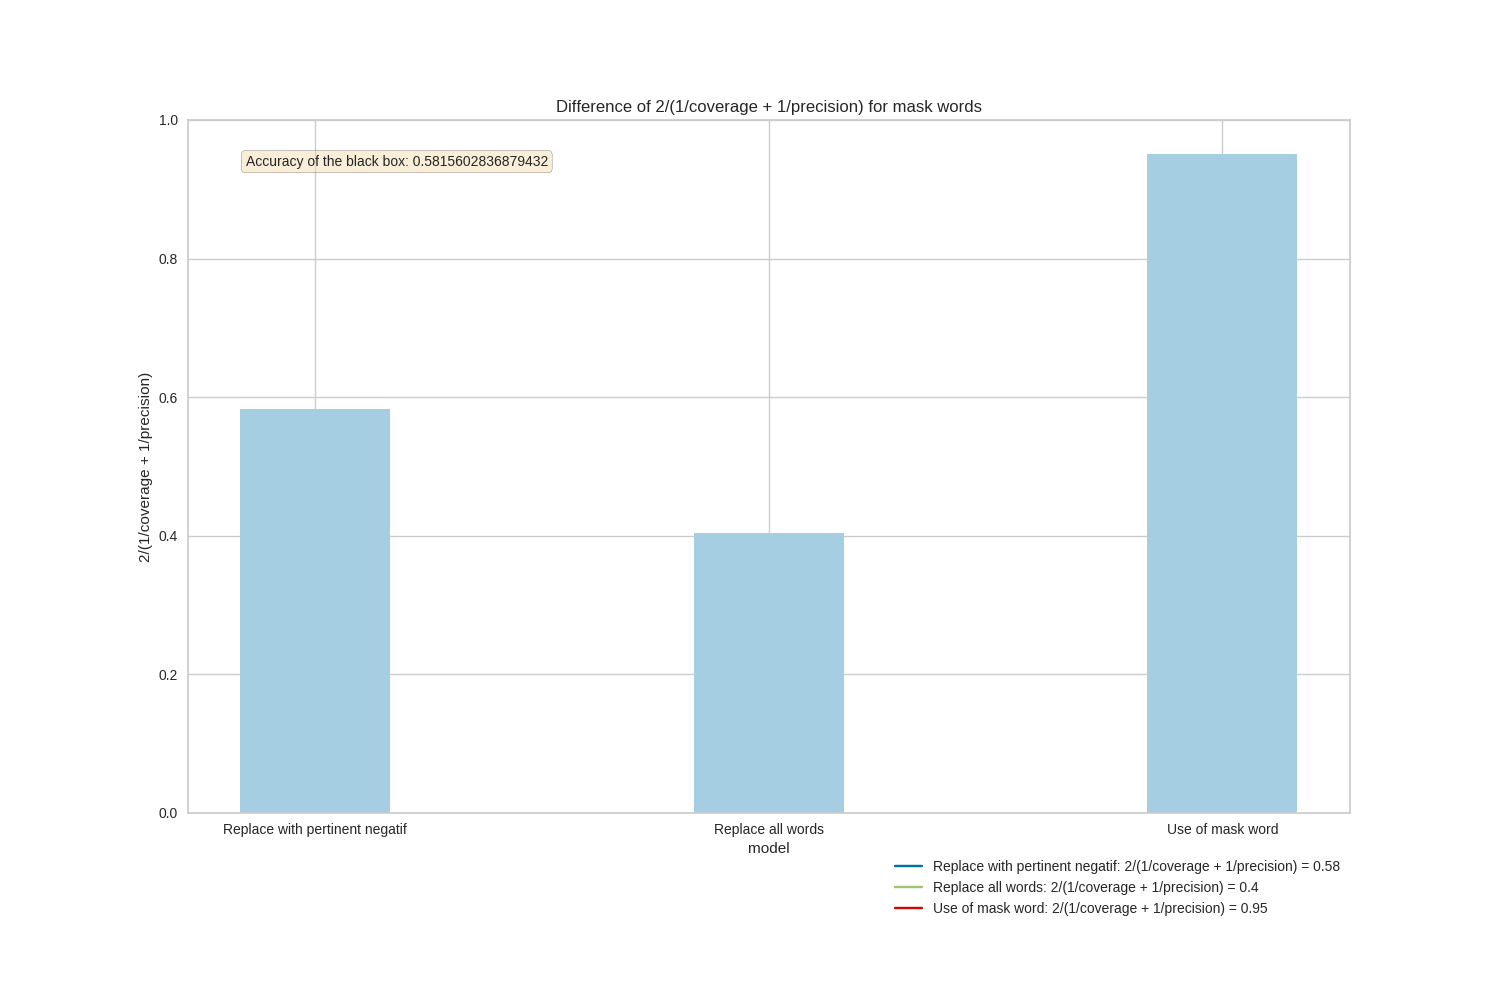 Difference of 2/(1/coverage + 1/precision) for mask words
1.0
Accuracy of the black box: 0.5815602836879432
0.8
0.6
2/(1/coverage + 1/precision)
0.4
0.2
0.0
Replace with pertinent negatif
Replace all words
Use of mask word
model
Replace with pertinent negatif: 2/(1/coverage + 1/precision) = 0.58
Replace all words: 2/(1/coverage + 1/precision) = 0.4
Use of mask word: 2/(1/coverage + 1/precision) = 0.95